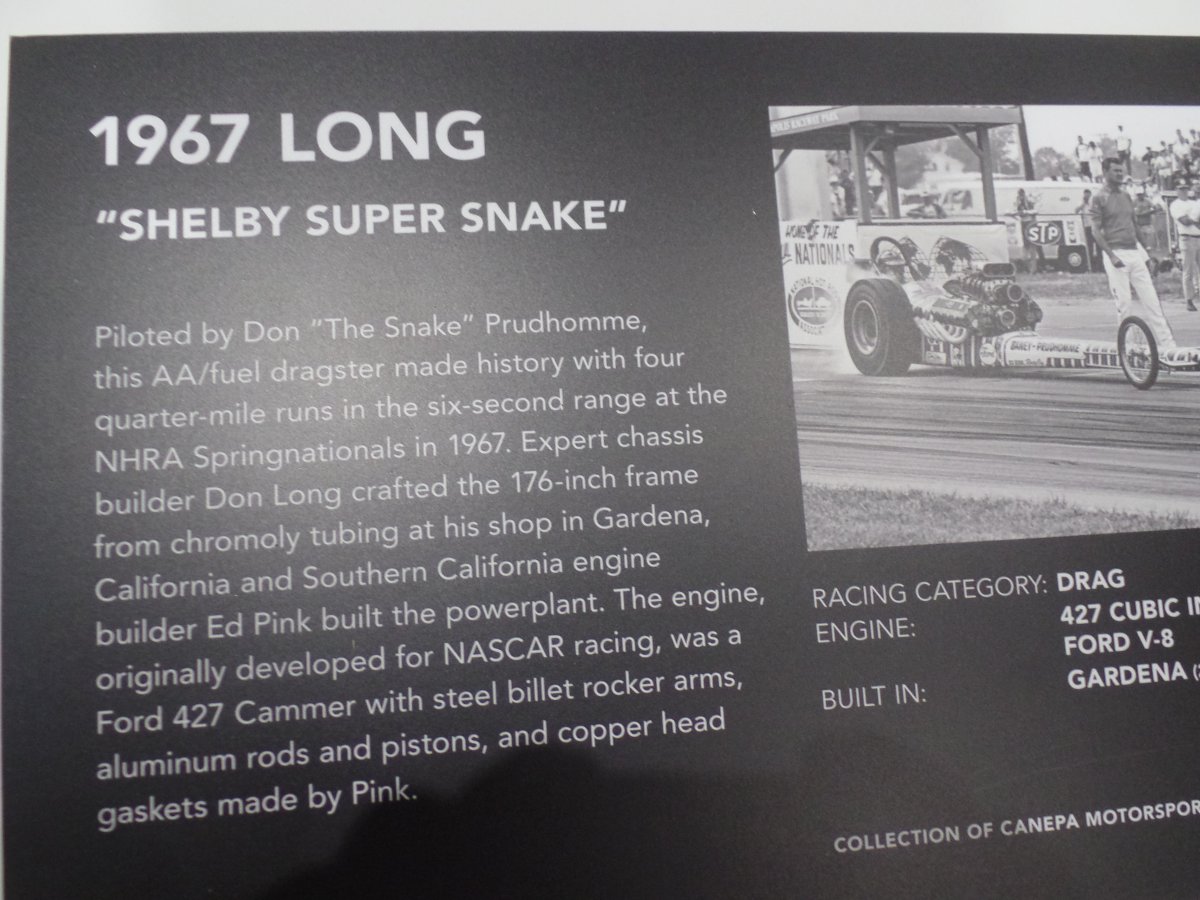 1967 LONG
"SHELBY SUPER SNAKE"
Piloted by Don "The Snake" Prudhomme,
this AA/fuel dragster made history with four
quarter-mile runs in the six-second range at the
NHRA Springnationals in 1967. Expert chassis
builder Don Long crafted the 176-inch frame
from chromoly tubing at his shop in Gardena,
California and Southern California engine
builder Ed Pink built the powerplant. The engine,
originally developed for NASCAR racing, was a
Ford 427 Cammer with steel billet rocker arms,
aluminum rods and pistons, and copper head
gaskets made by Pink.
RACEWAY PARK
HOME OF THE
NATIONALS
STP
NATIONAL HOT
RACING CATEGORY: DRAG
ENGINE: 427 CUBIC
FORD V-8
BUILT IN: GARDENA
COLLECTION OF CANEPA